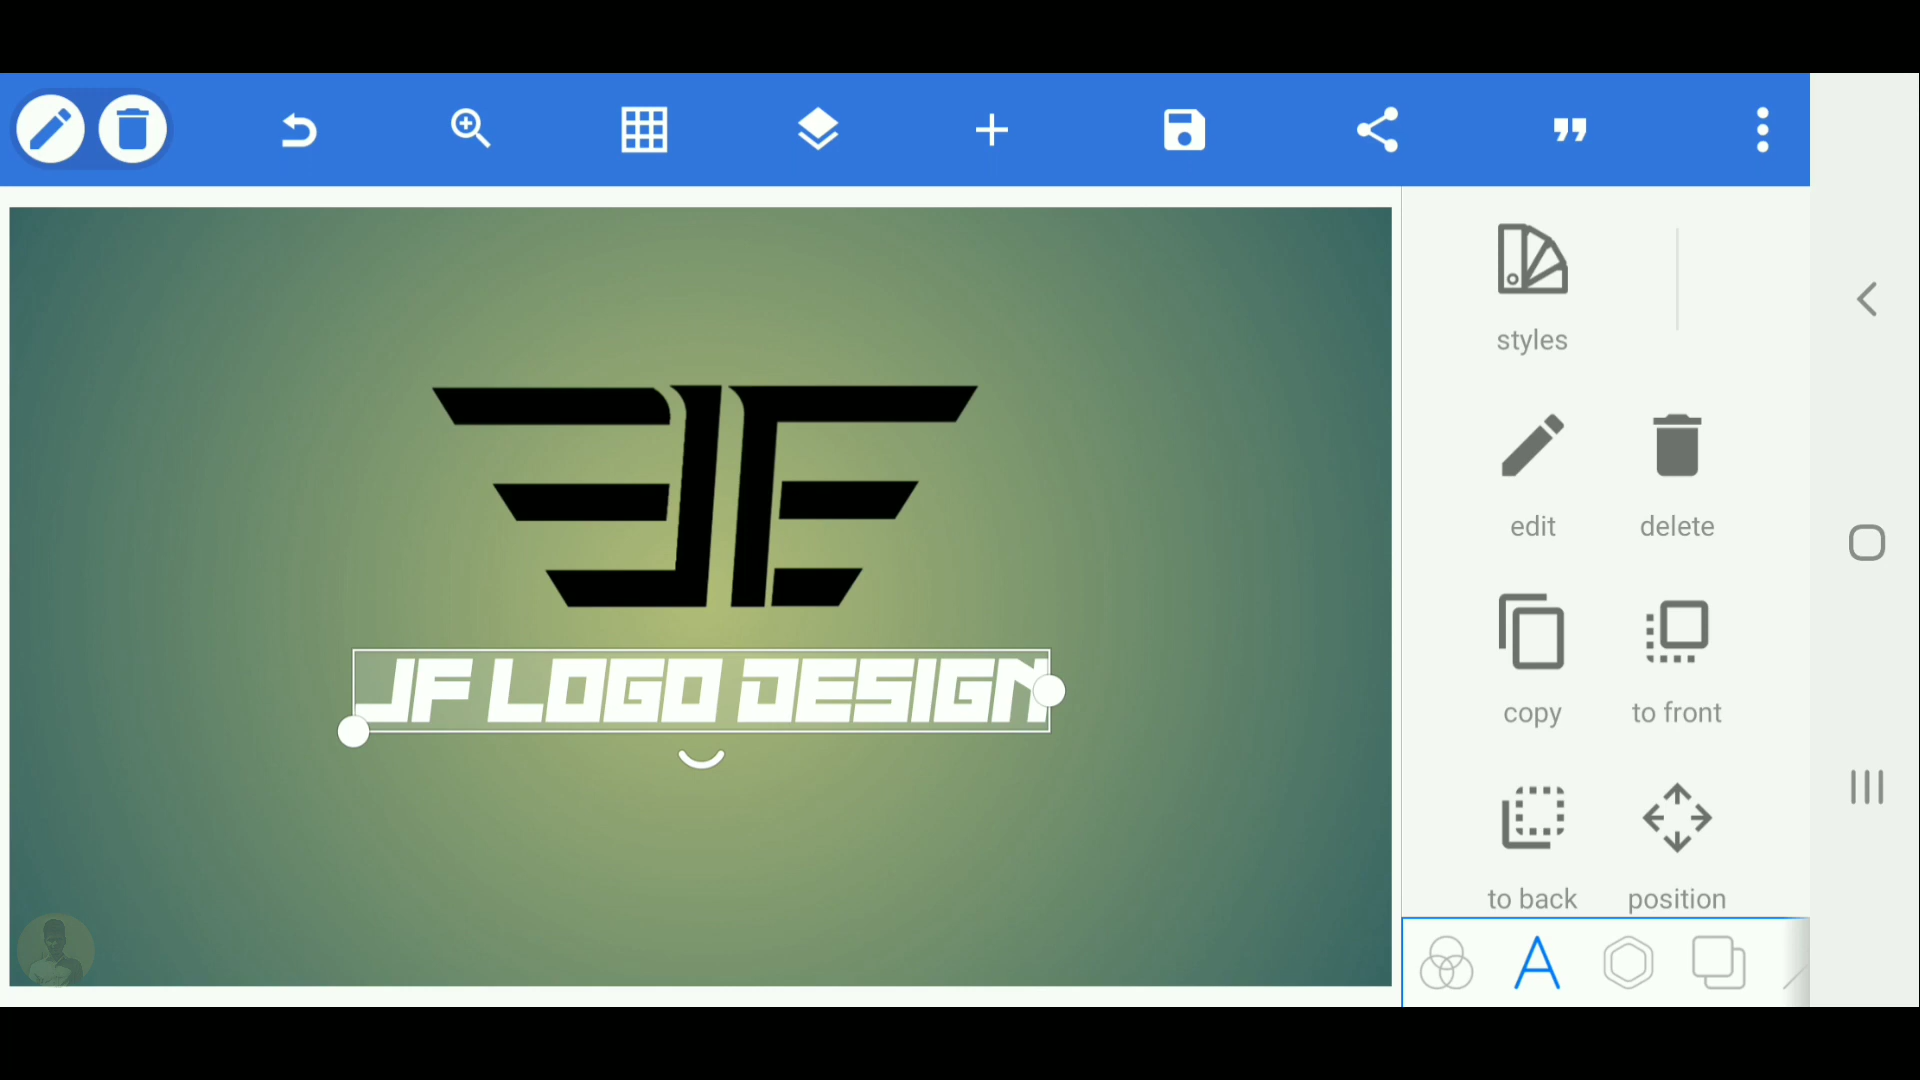 styles
edit
delete
JF LOGO DESIGN
copy
to front
to back
position